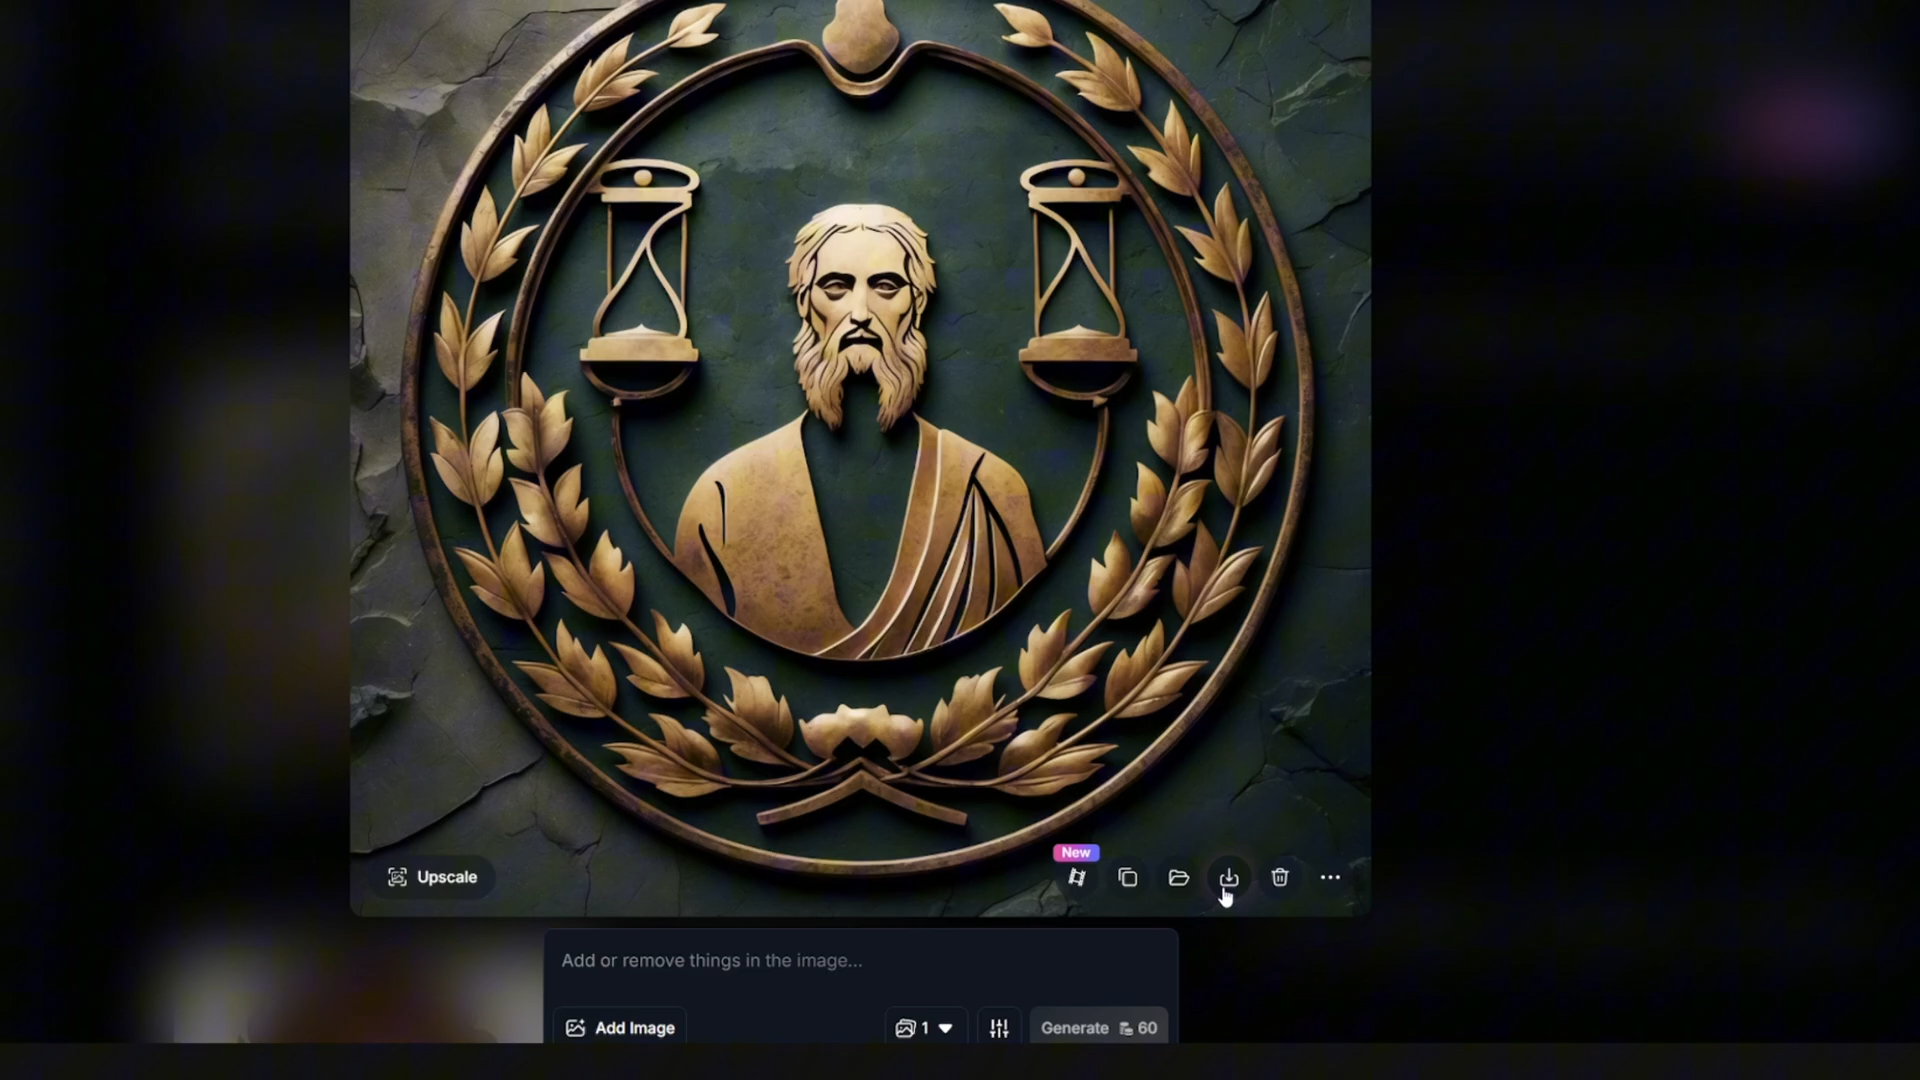 New
Upscale
Add or remove things in the image...
Add Image
1
Generate 60